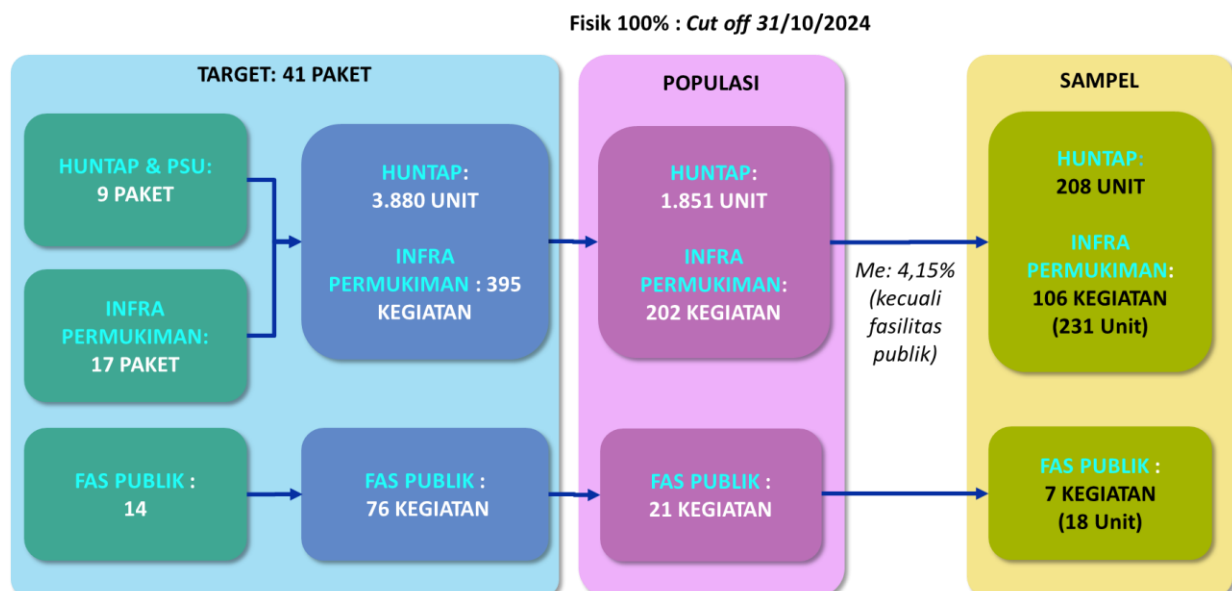 Fisik 100% : Cut off 31/10/2024
TARGET: 41 PAKET
HUNTAP & PSU:
9 PAKET
INFRA
PERMUKIMAN:
17 PAKET
HUNTAP:
3.880 UNIT
INFRA
PERMUKIMAN : 395
KEGIATAN
FAS PUBLIK :
14
FAS PUBLIK :
76 KEGIATAN
POPULASI
HUNTAP:
1.851 UNIT
INFRA
PERMUKIMAN:
202 KEGIATAN
FAS PUBLIK :
21 KEGIATAN
Me: 4,15%
(kecuali
fasilitas
publik)
SAMPEL
HUNTAP:
208 UNIT
INFRA
PERMUKIMAN:
106 KEGIATAN
(231 Unit)
FAS PUBLIK :
7 KEGIATAN
(18 Unit)